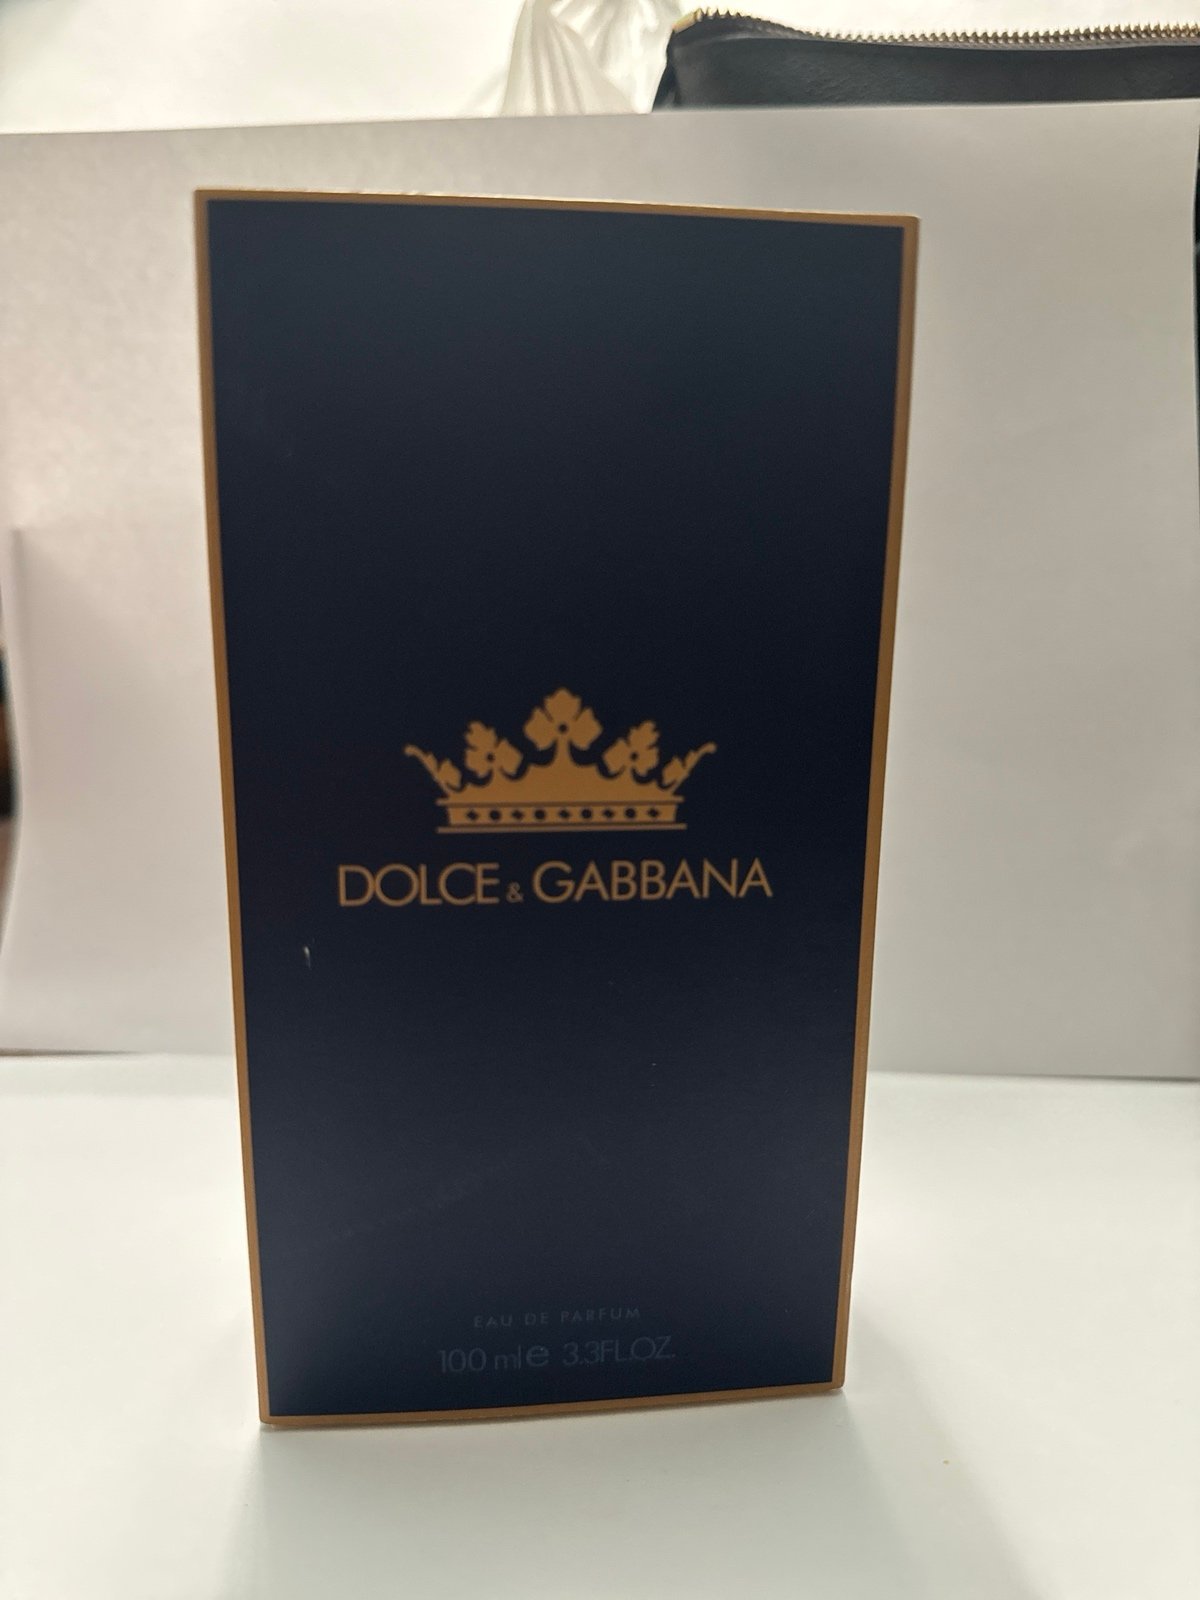 DOLCE & GABBANA
EAU DE PARFUM
100 ml e 3.3FL.OZ.